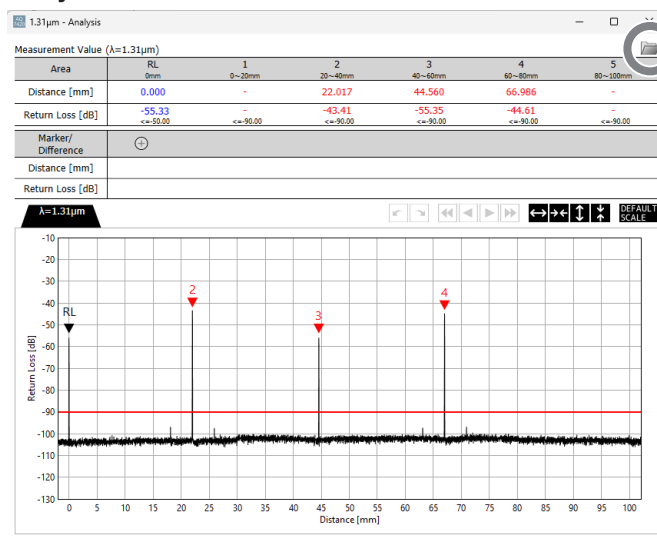 1.31μm - Analysis
Measurement Value (λ=1.31μm)
Area RL 1 2 3 4 5
0mm 0～20mm 20～40mm 40～60mm 60～80mm 80～100mm
Distance [mm] 0.000 - 22.017 44.560 66.986 -
Return Loss [dB] -55.33 - -43.41 -55.35 -44.61 -
<=-50.00 <=-90.00 <=-90.00 <=-90.00 <=-90.00 <=-90.00
Marker/
Difference
Distance [mm]
Return Loss [dB]
λ=1.31μm
DEFAULT
SCALE
-10
-20
-30
2
4
-40
RL
3
-50
-60
-70
-80
-90
-100
-110
-120
-130
Return Loss [dB]
0 5 10 15 20 25 30 35 40 45 50 55 60 65 70 75 80 85 90 95 100
Distance [mm]